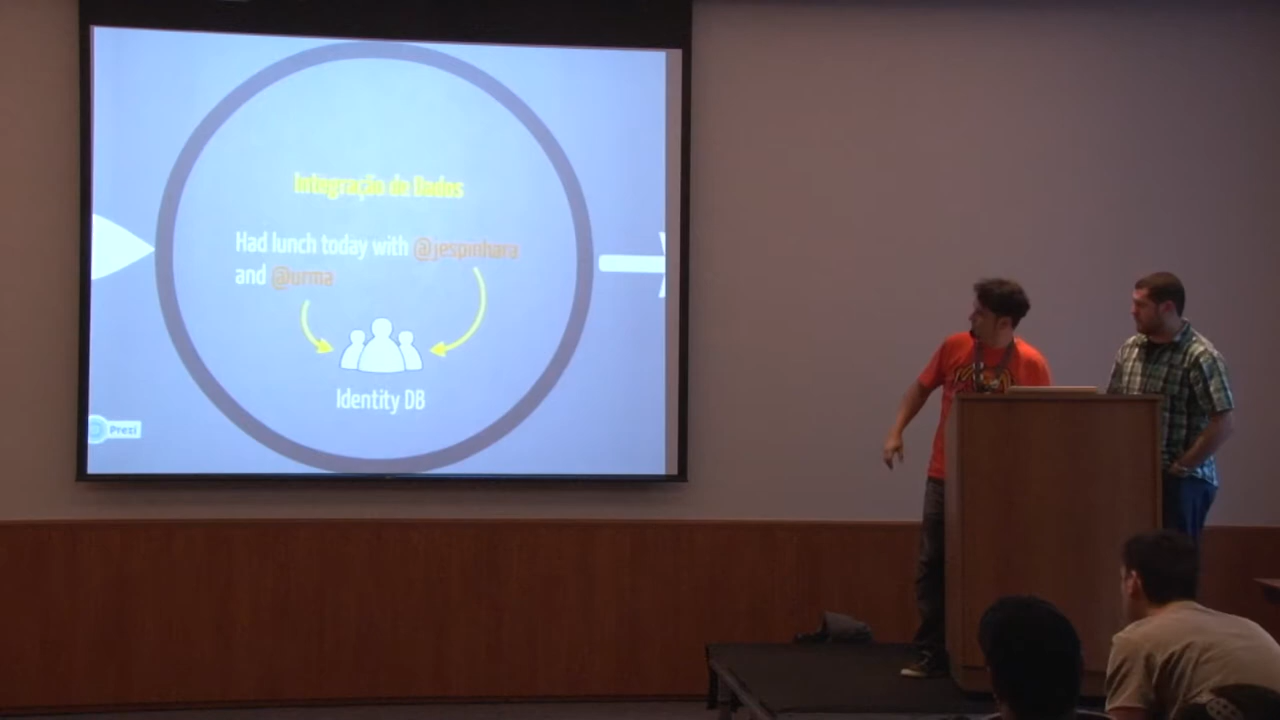 Integração de Dados
Had lunch today with @jespinhara
and @urma
Identity DB
Prezi